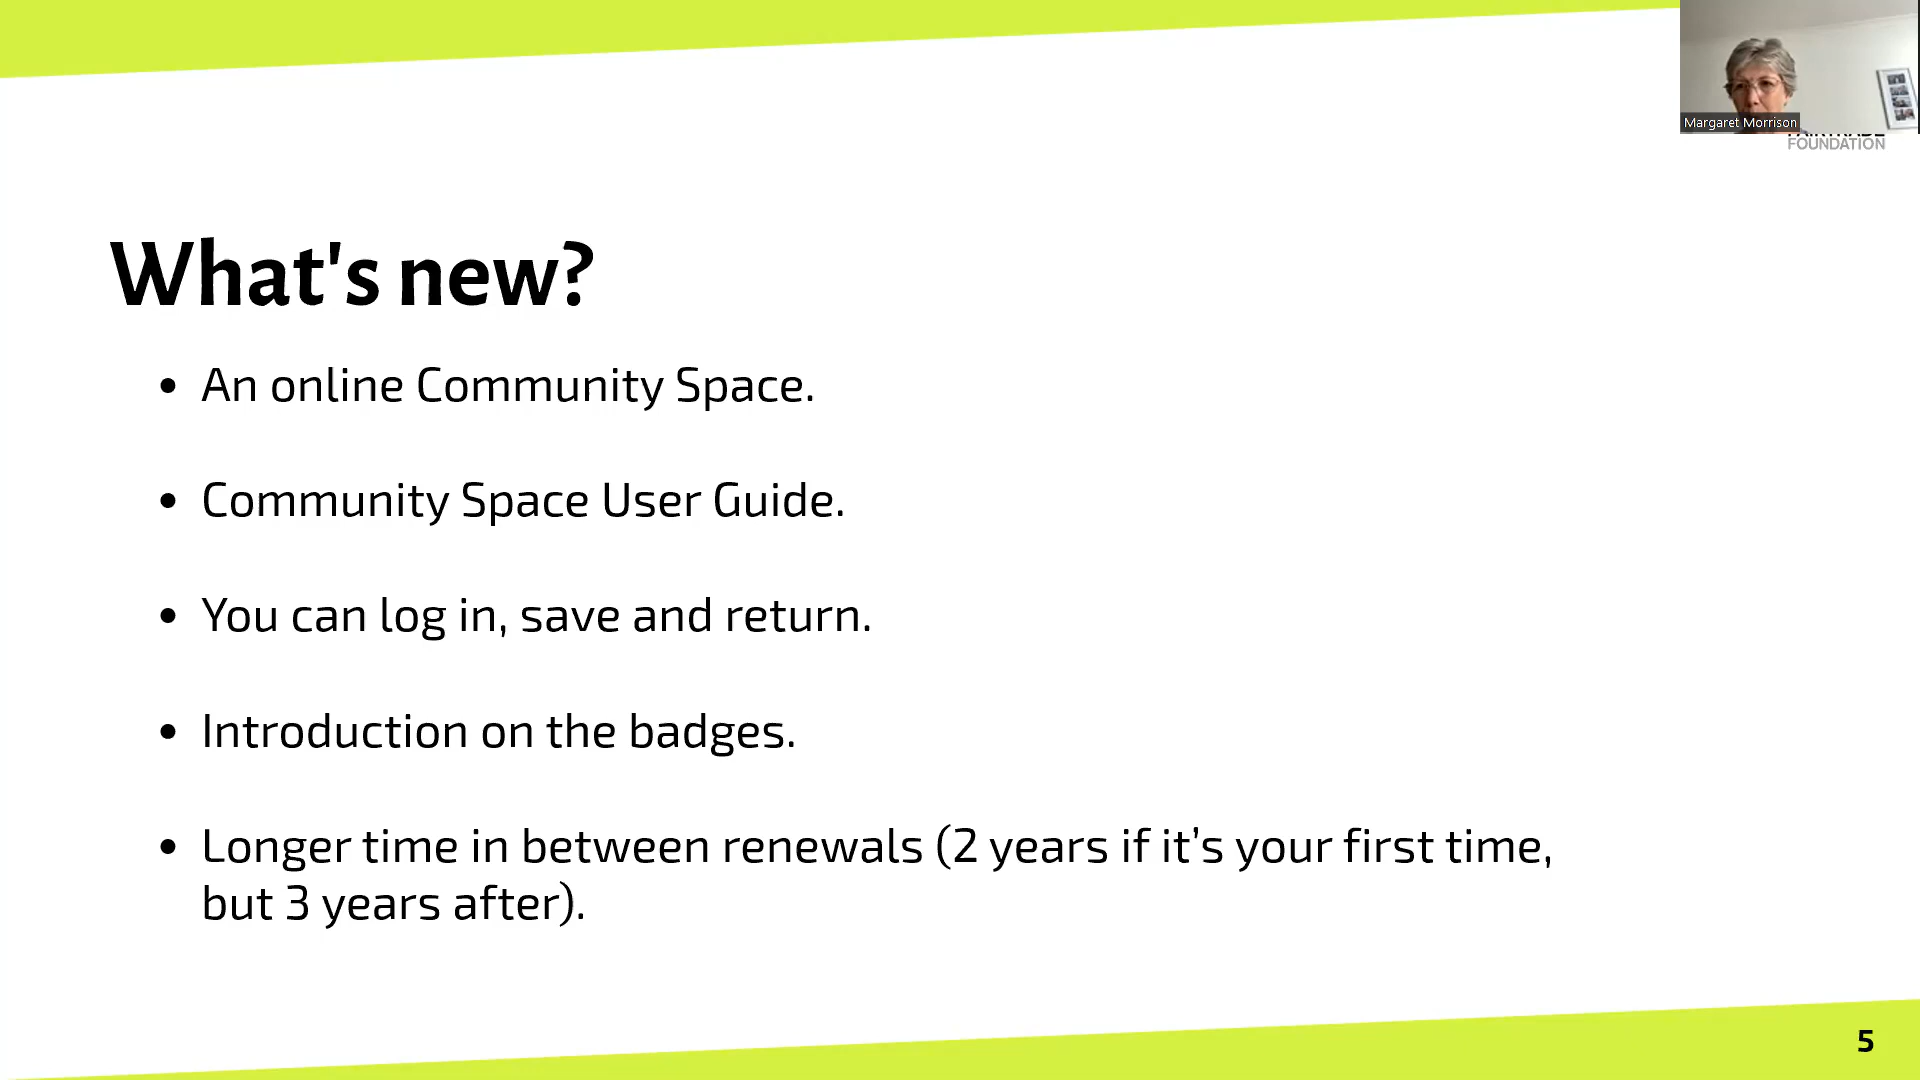 Margaret Morrison
FOUNDATION
What's new?
• An online Community Space.
• Community Space User Guide.
• You can log in, save and return.
• Introduction on the badges.
• Longer time in between renewals (2 years if it’s your first time,
but 3 years after).
5